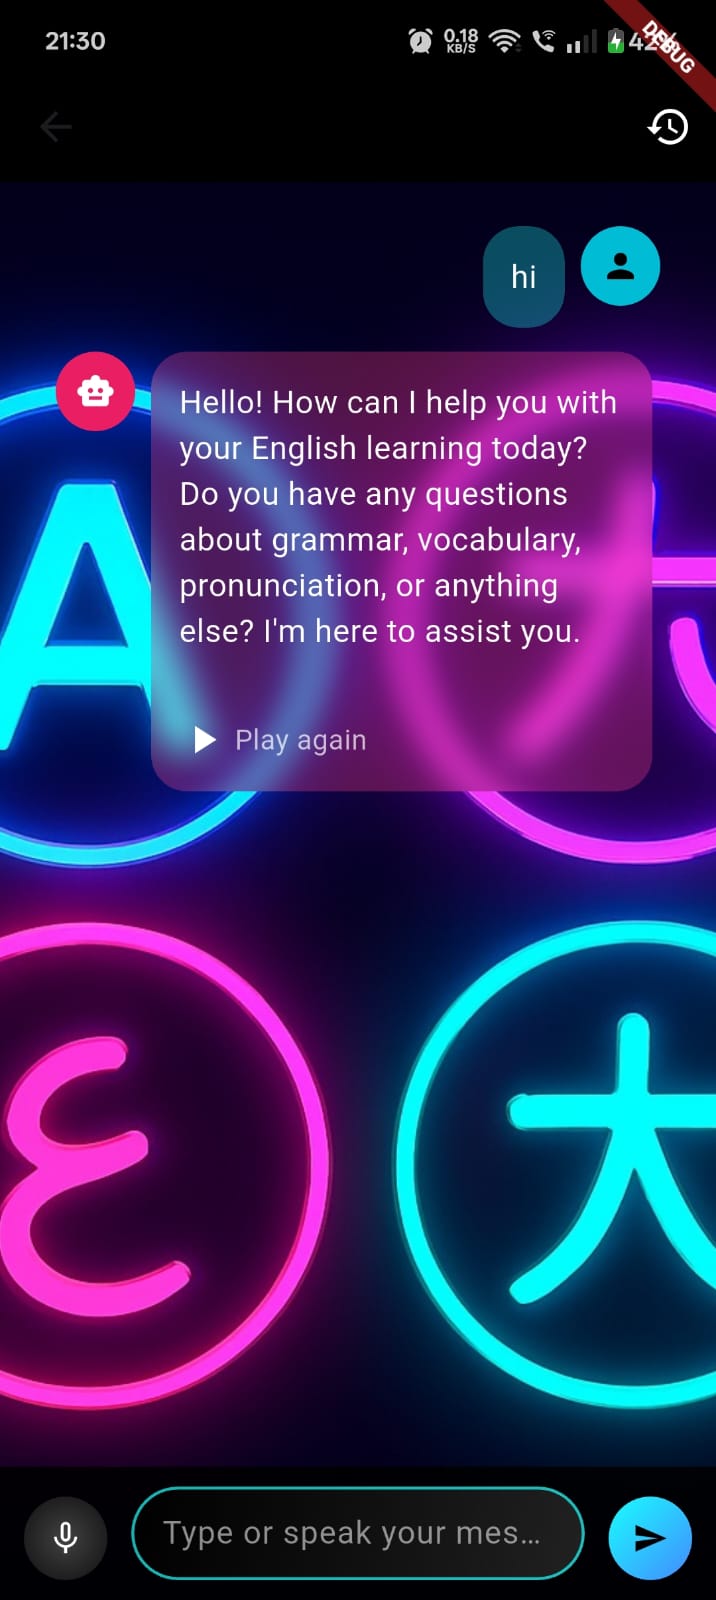 21:30
0.18
KB/S
42%
DEBUG
hi
Hello! How can I help you with
your English learning today?
Do you have any questions
about grammar, vocabulary,
pronunciation, or anything
else? I'm here to assist you.
Play again
A
ε
大
Type or speak your mes...